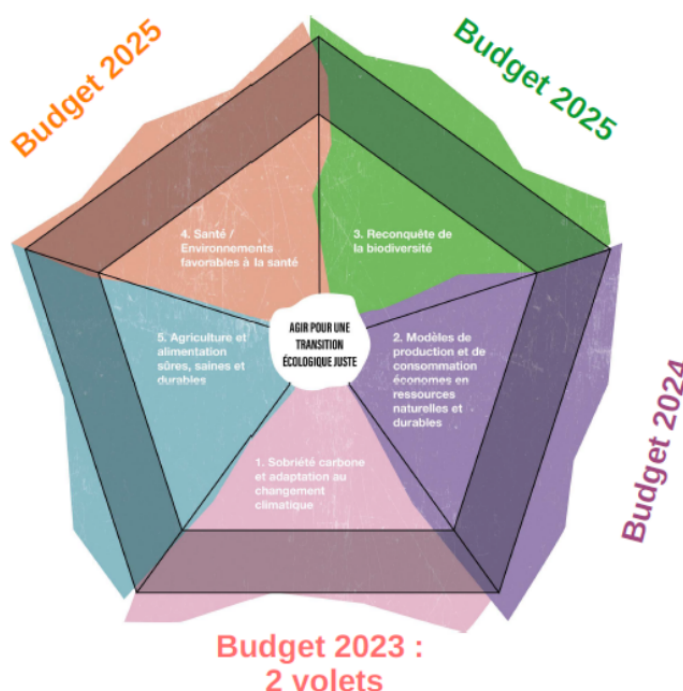 Budget 2025
Budget 2025
4. Santé /
Environnements
favorables à la santé
3. Reconquête de
la biodiversité
AGIR POUR UNE
TRANSITION
ÉCOLOGIQUE JUSTE
5. Agriculture et
alimentation
sûres, saines et
durables
2. Modèles de
production et de
consommation
économes en
ressources
naturelles et
durables
Budget 2024
1. Sobriété carbone
et adaptation au
changement
climatique
Budget 2023 :
2 volets